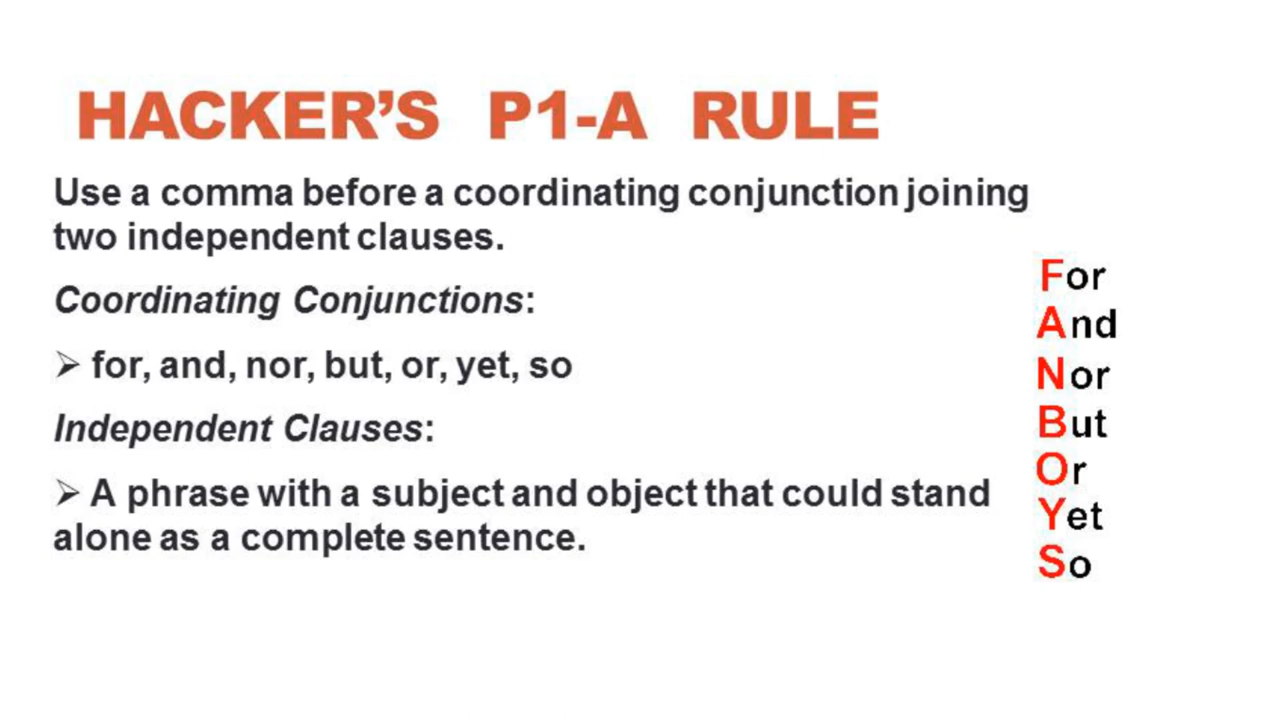 HACKER’S P1-A RULE
Use a comma before a coordinating conjunction joining
two independent clauses.
Coordinating Conjunctions:
➢ for, and, nor, but, or, yet, so
Independent Clauses:
➢ A phrase with a subject and object that could stand
alone as a complete sentence.
For
And
Nor
But
Or
Yet
So